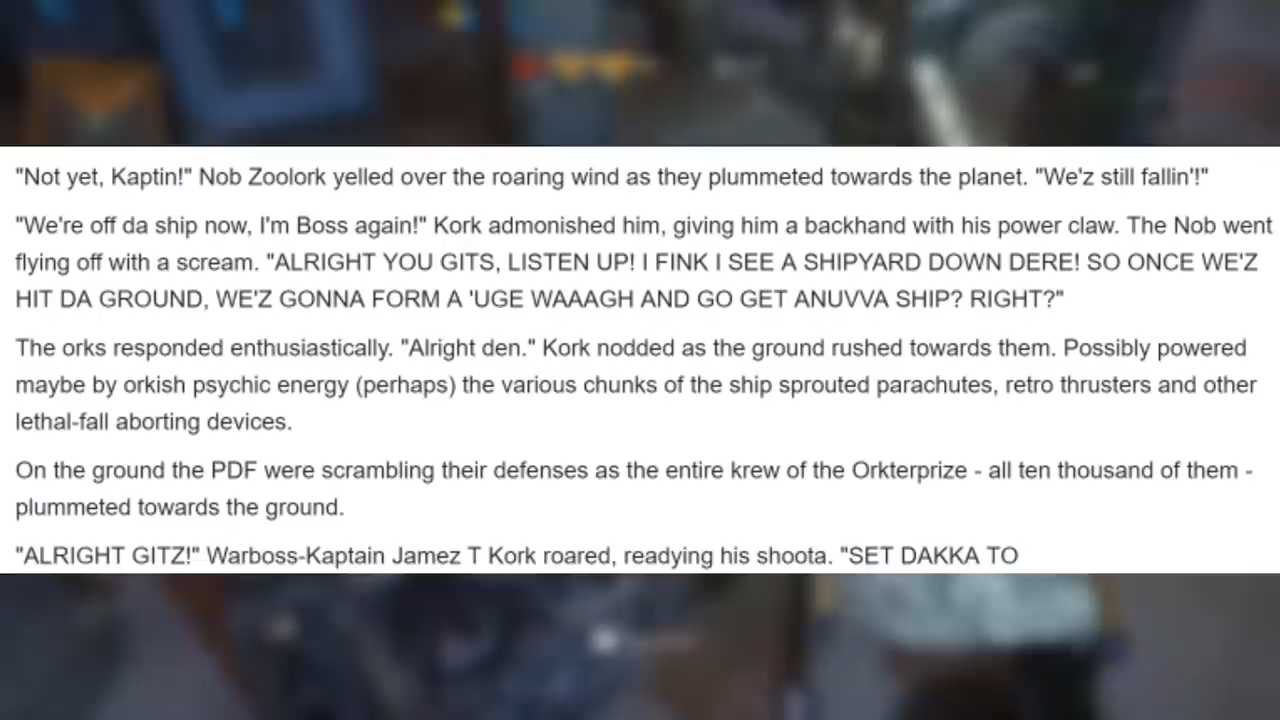 "Not yet, Kaptin!" Nob Zoolork yelled over the roaring wind as they plummeted towards the planet. "We'z still fallin'!"
"We're off da ship now, I'm Boss again!" Kork admonished him, giving him a backhand with his power claw. The Nob went
flying off with a scream. "ALRIGHT YOU GITS, LISTEN UP! I FINK I SEE A SHIPYARD DOWN DERE! SO ONCE WE'Z
HIT DA GROUND, WE'Z GONNA FORM A 'UGE WAAAGH AND GO GET ANUVVA SHIP? RIGHT?"
The orks responded enthusiastically. "Alright den." Kork nodded as the ground rushed towards them. Possibly powered
maybe by orkish psychic energy (perhaps) the various chunks of the ship sprouted parachutes, retro thrusters and other
lethal-fall aborting devices.
On the ground the PDF were scrambling their defenses as the entire krew of the Orkterprize - all ten thousand of them -
plummeted towards the ground.
"ALRIGHT GITZ!" Warboss-Kaptain Jamez T Kork roared, readying his shoota. "SET DAKKA TO